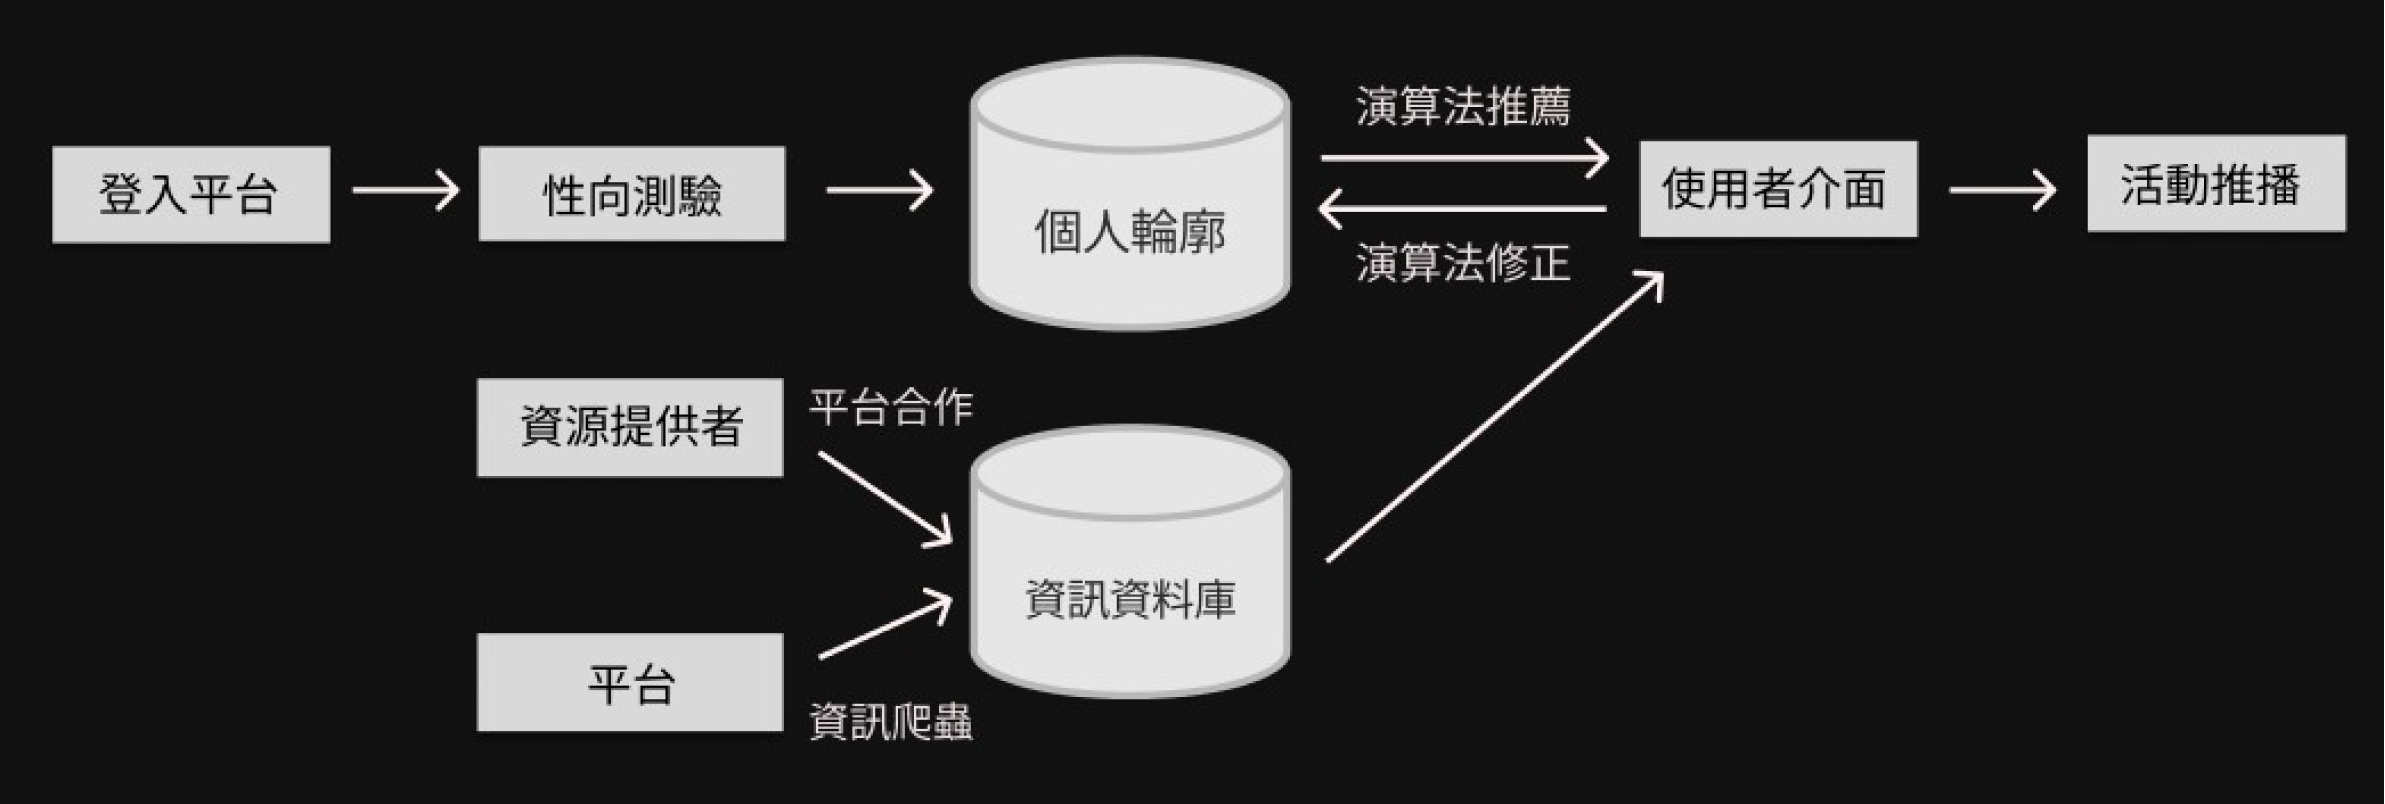 登入平台
性向測驗
個人輪廓
演算法推薦
演算法修正
使用者介面
活動推播
資源提供者
平台合作
資訊資料庫
平台
資訊爬蟲